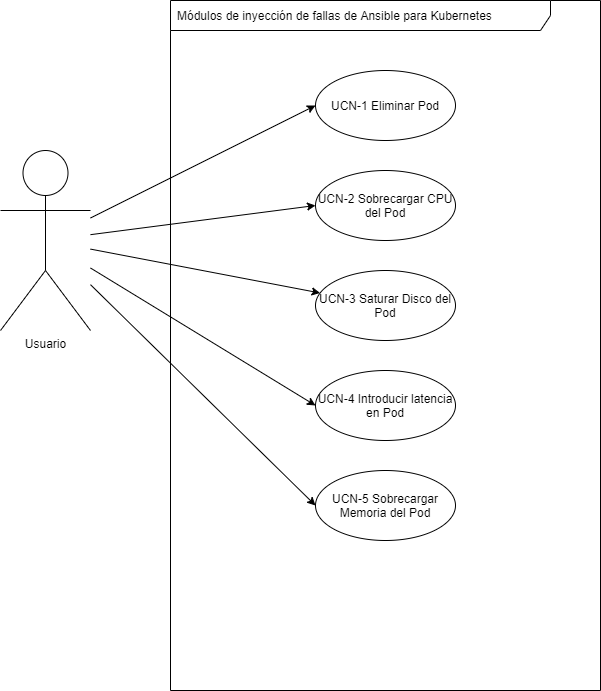 Módulos de inyección de fallas de Ansible para Kubernetes
UCN-1 Eliminar Pod
UCN-2 Sobrecargar CPU
del Pod
UCN-3 Saturar Disco del
Pod
Usuario
UCN-4 Introducir latencia
en Pod
UCN-5 Sobrecargar
Memoria del Pod